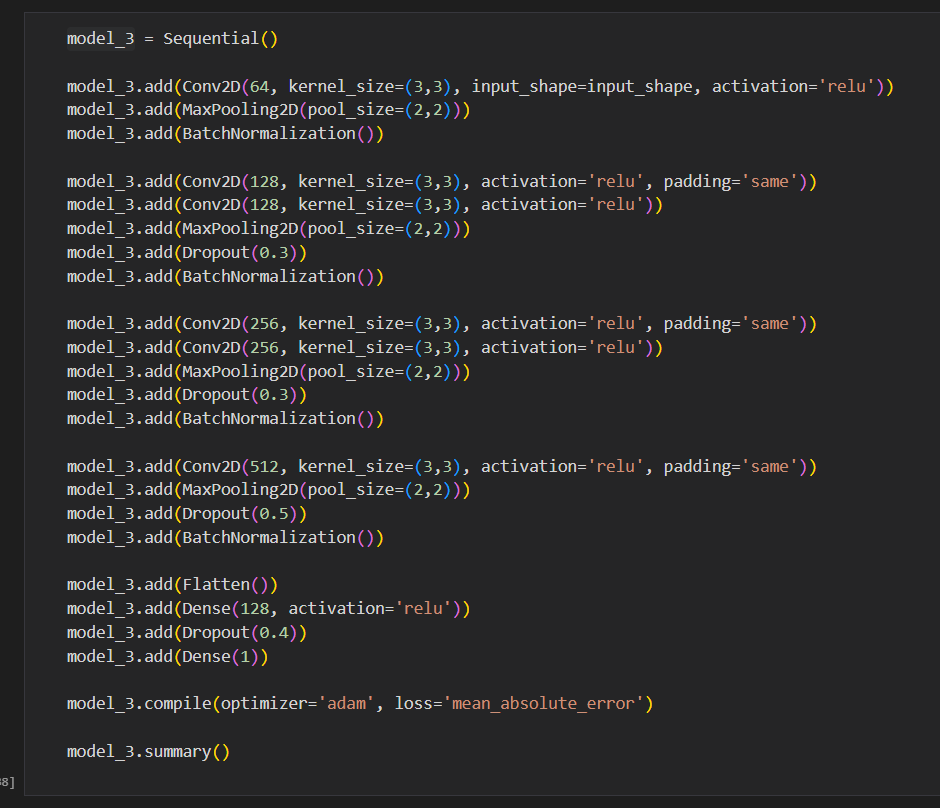 model_3 = Sequential()
model_3.add(Conv2D(64, kernel_size=(3,3), input_shape=input_shape, activation='relu'))
model_3.add(MaxPooling2D(pool_size=(2,2)))
model_3.add(BatchNormalization())
model_3.add(Conv2D(128, kernel_size=(3,3), activation='relu', padding='same'))
model_3.add(Conv2D(128, kernel_size=(3,3), activation='relu'))
model_3.add(MaxPooling2D(pool_size=(2,2)))
model_3.add(Dropout(0.3))
model_3.add(BatchNormalization())
model_3.add(Conv2D(256, kernel_size=(3,3), activation='relu', padding='same'))
model_3.add(Conv2D(256, kernel_size=(3,3), activation='relu'))
model_3.add(MaxPooling2D(pool_size=(2,2)))
model_3.add(Dropout(0.3))
model_3.add(BatchNormalization())
model_3.add(Conv2D(512, kernel_size=(3,3), activation='relu', padding='same'))
model_3.add(MaxPooling2D(pool_size=(2,2)))
model_3.add(Dropout(0.5))
model_3.add(BatchNormalization())
model_3.add(Flatten())
model_3.add(Dense(128, activation='relu'))
model_3.add(Dropout(0.4))
model_3.add(Dense(1))
model_3.compile(optimizer='adam', loss='mean_absolute_error')
model_3.summary()